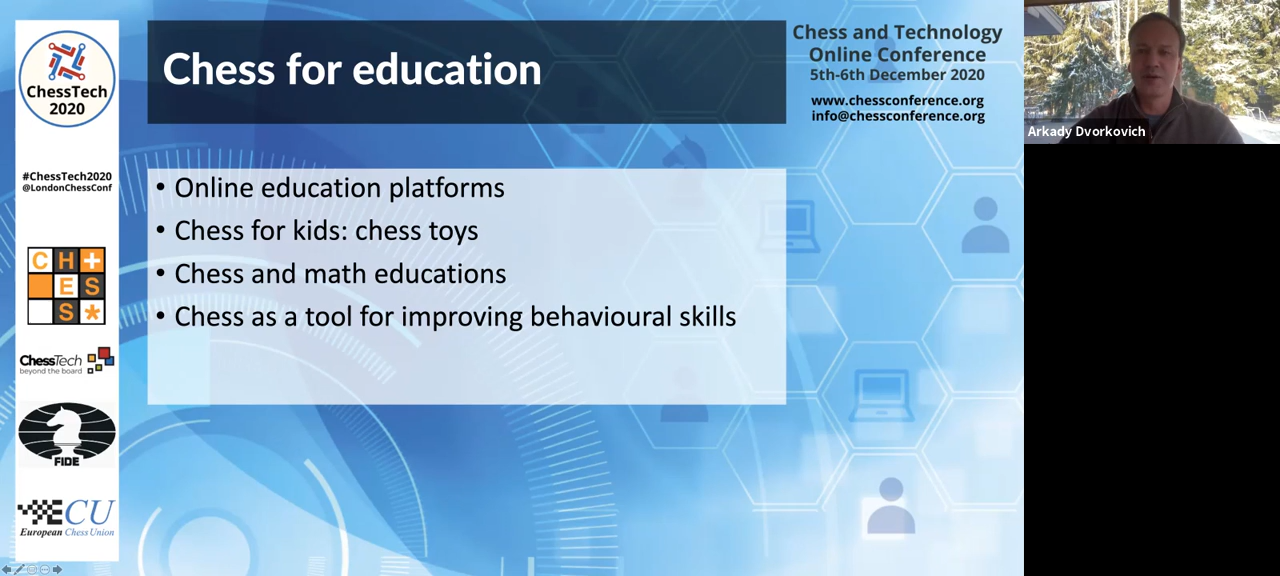 ChessTech
2020
#ChessTech2020
@LondonChessConf
C H +
E S
S *
ChessTech
beyond the board
FIDE
ECU
European Chess Union
Chess for education
• Online education platforms
• Chess for kids: chess toys
• Chess and math educations
• Chess as a tool for improving behavioural skills
Chess and Technology
Online Conference
5th-6th December 2020
www.chessconference.org
info@chessconference.org
Arkady Dvorkovich